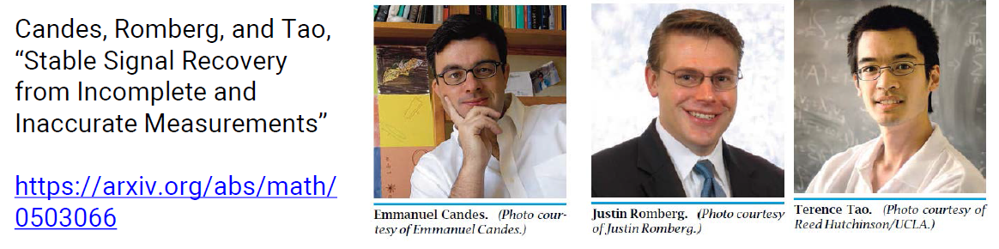 Candes, Romberg, and Tao,
“Stable Signal Recovery
from Incomplete and
Inaccurate Measurements”
https://arxiv.org/abs/math/
0503066
Emmanuel Candes. (Photo cour-
tesy of Emmanuel Candes.)
Justin Romberg. (Photo courtesy
of Justin Romberg.)
Terence Tao. (Photo courtesy of
Reed Hutchinson/UCLA.)